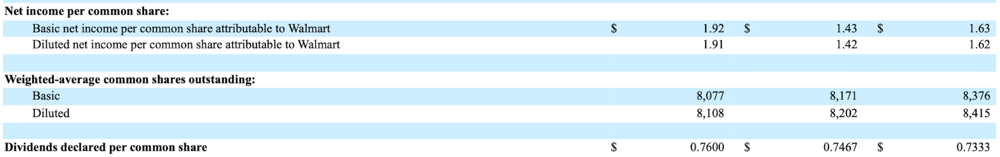 Net income per common share:
Basic net income per common share attributable to Walmart $ 1.92 $ 1.43 $ 1.63
Diluted net income per common share attributable to Walmart 1.91 1.42 1.62
Weighted-average common shares outstanding:
Basic 8,077 8,171 8,376
Diluted 8,108 8,202 8,415
Dividends declared per common share $ 0.7600 $ 0.7467 $ 0.7333